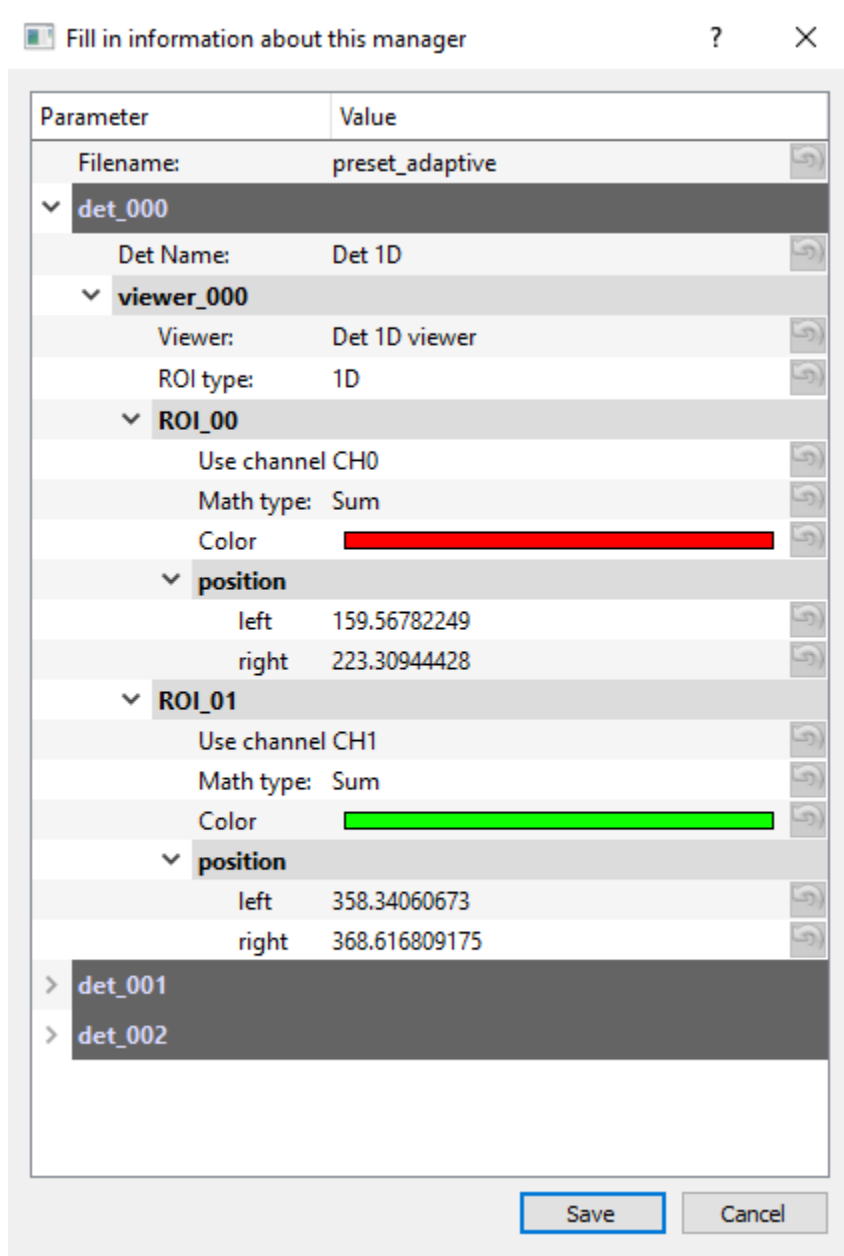 Fill in information about this manager ?
Parameter Value
Filename: preset_adaptive
det_000
Det Name: Det 1D
viewer_000
Viewer: Det 1D viewer
ROI type: 1D
ROI_00
Use channel CH0
Math type: Sum
Color
position
left 159.56782249
right 223.30944428
ROI_01
Use channel CH1
Math type: Sum
Color
position
left 358.34060673
right 368.616809175
det_001
det_002
Save Cancel